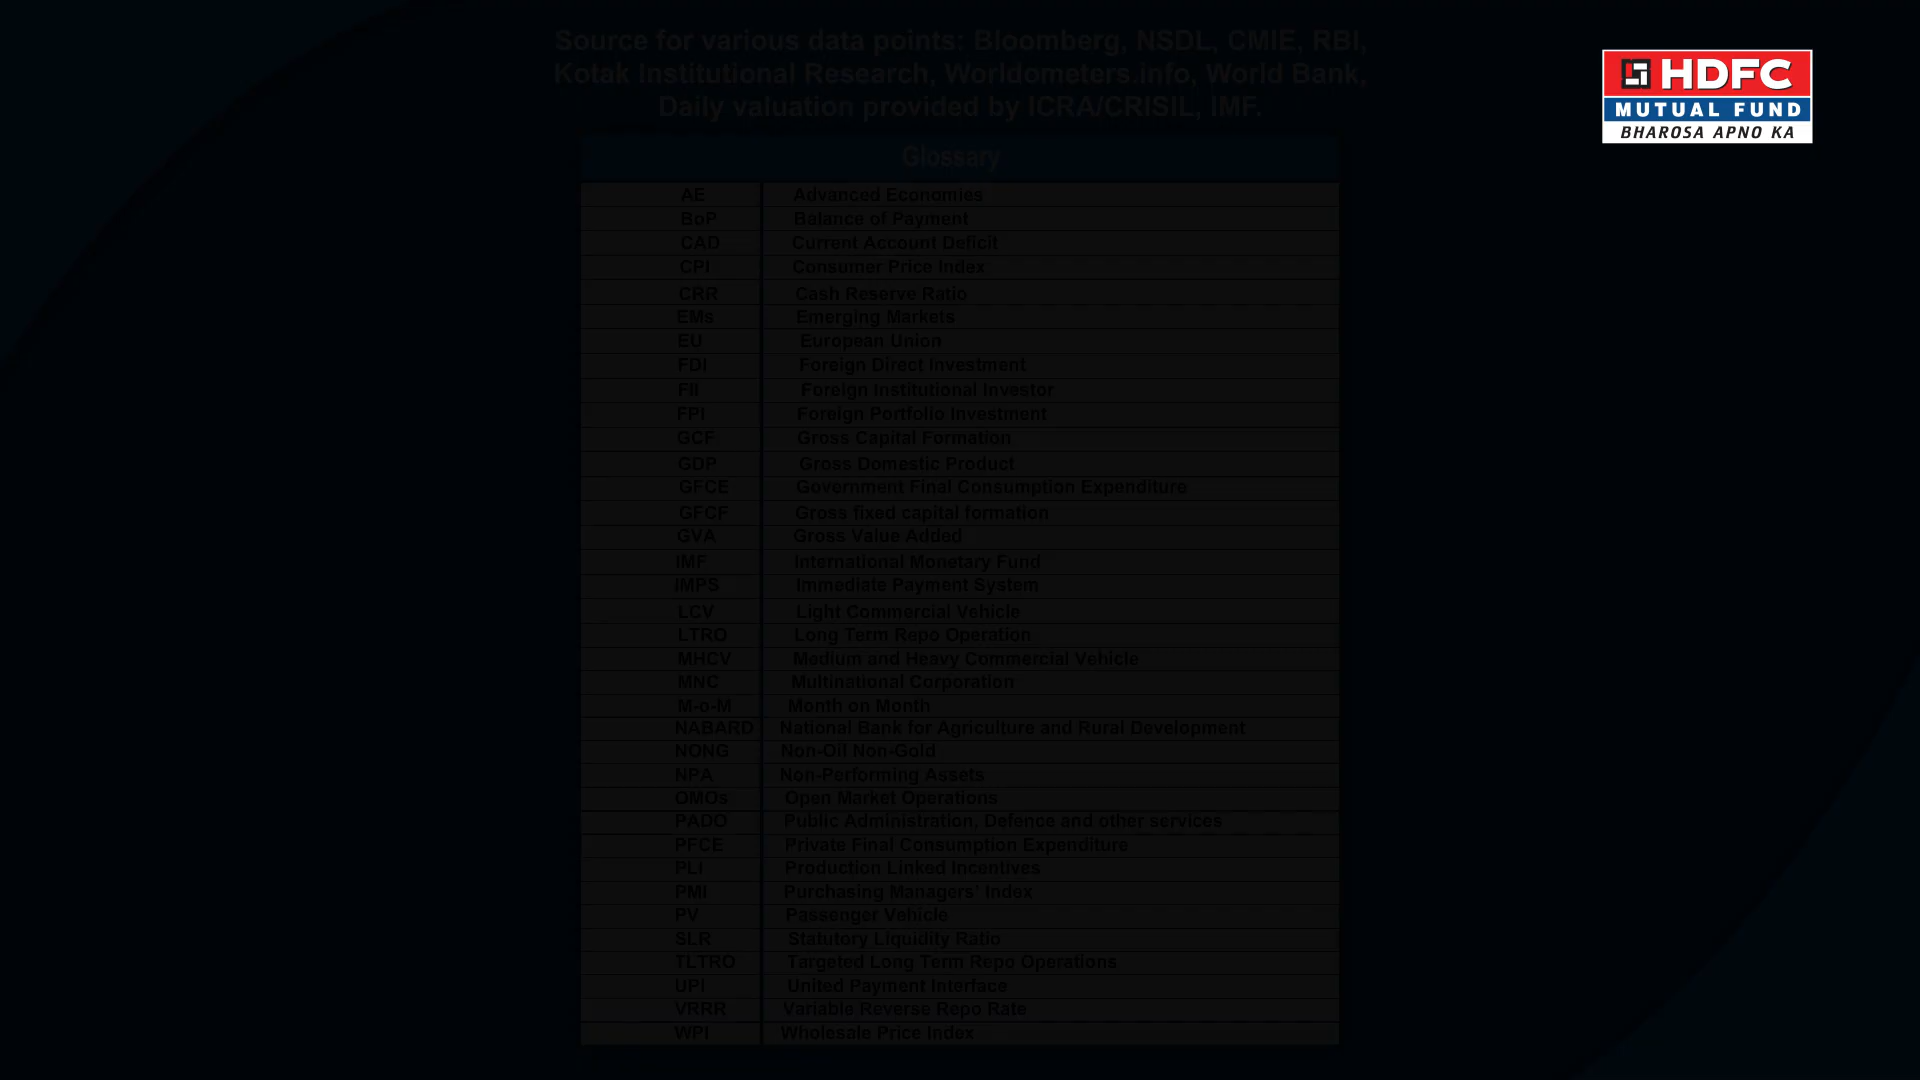 Source for various data points: Bloomberg, NSDL, CMIE, RBI,
Kotak Institutional Research, Worldometers.info, World Bank,
Daily valuation provided by ICRA/CRISIL, IMF.
HDFC
MUTUAL FUND
BHAROSA APNO KA
Glossary
AE Advanced Economies
BoP Balance of Payment
CAD Current Account Deficit
CPI Consumer Price Index
CRR Cash Reserve Ratio
EMs Emerging Markets
EU European Union
FDI Foreign Direct Investment
FII Foreign Institutional Investor
FPI Foreign Portfolio Investment
GCF Gross Capital Formation
GDP Gross Domestic Product
GFCE Government Final Consumption Expenditure
GFCF Gross fixed capital formation
GVA Gross Value Added
IMF International Monetary Fund
IMPS Immediate Payment System
LCV Light Commercial Vehicle
LTRO Long Term Repo Operation
MHCV Medium and Heavy Commercial Vehicle
MNC Multinational Corporation
M-o-M Month on Month
NABARD National Bank for Agriculture and Rural Development
NONG Non-Oil Non-Gold
NPA Non-Performing Assets
OMOs Open Market Operations
PADO Public Administration, Defence and other services
PFCE Private Final Consumption Expenditure
PLI Production Linked Incentives
PMI Purchasing Managers' Index
PV Passenger Vehicle
SLR Statutory Liquidity Ratio
TLTRO Targeted Long Term Repo Operations
UPI United Payment Interface
VRRR Variable Reverse Repo Rate
WPI Wholesale Price Index